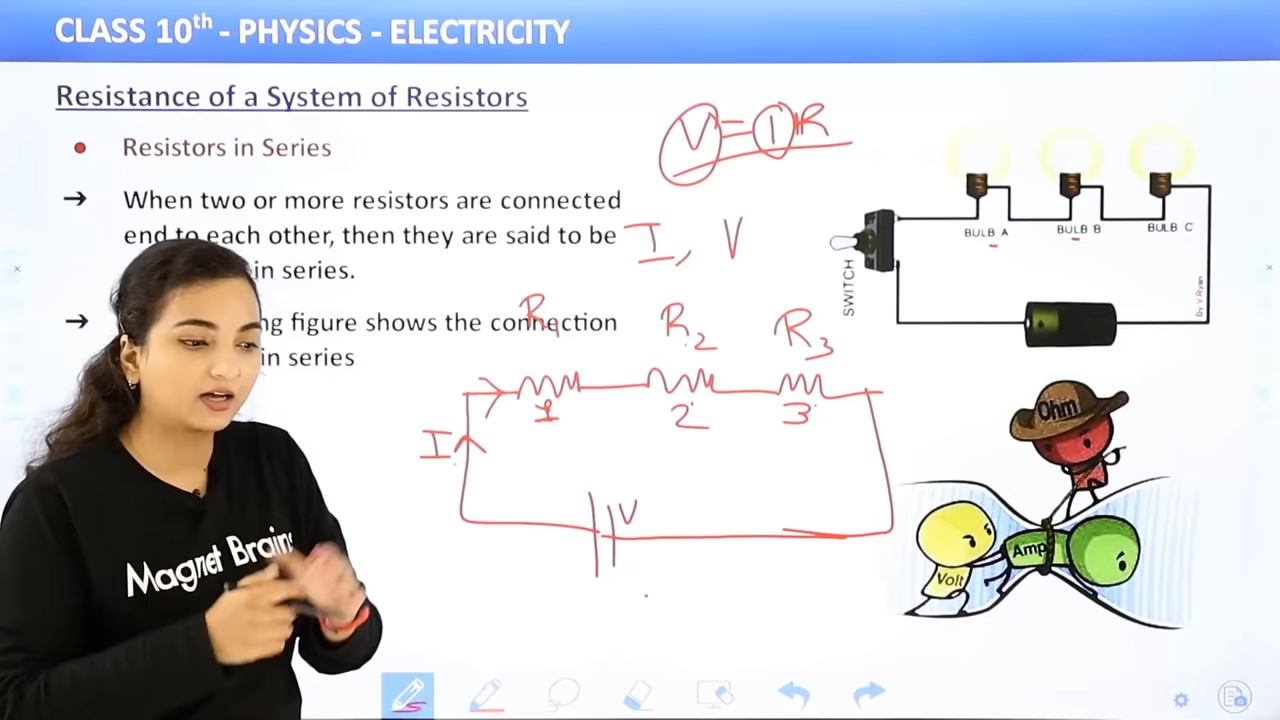 CLASS 10th - PHYSICS - ELECTRICITY
Resistance of a System of Resistors
Resistors in Series
When two or more resistors are connected
end to each other, then they are said to be
in series.
ng figure shows the connection
in series
V = I R
I, V
R1 R2 R3
1 2 3
I
V
BULB A BULB B BULB C
SWITCH
By V.Ryan
Ohm
Amp
Volt
Magnet Brains